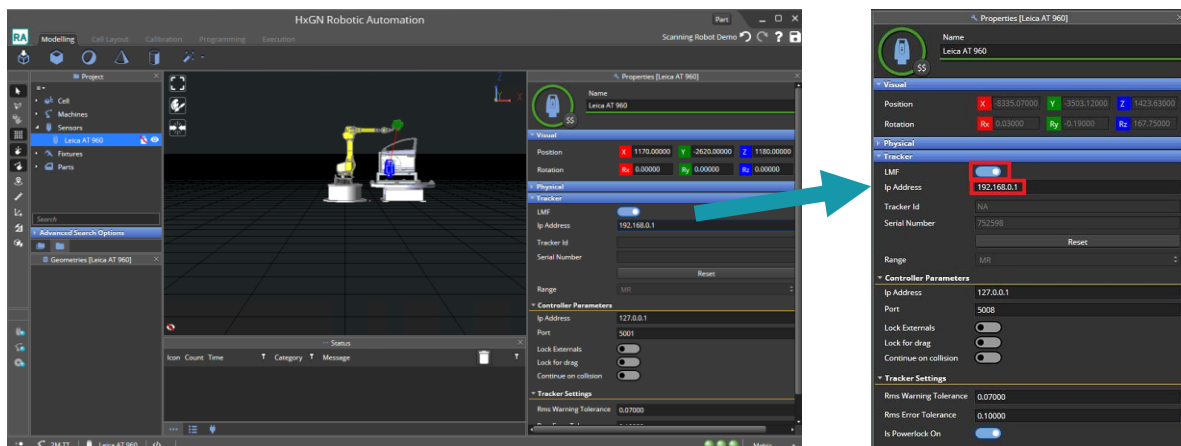 HxGN Robotic Automation
Part
RA
Modelling Cell Layout Calibration Programming Execution
Scanning Robot Demo
Project
Cell
Machines
Sensors
Leica AT 960
Fixtures
Parts
Search
Advanced Search Options
Geometries [Leica AT 960]
Z
Y X
Status
Icon Count Time Category Message
2M TT Leica AT 960
Metric
Properties [Leica AT 960]
$$
Name
Leica AT 960
Visual
Position X 1170.00000 Y -2620.00000 Z 1180.00000
Rotation Rx 0.00000 Ry 0.00000 Rz 0.00000
Physical
Tracker
LMF
Ip Address 192.168.0.1
Tracker Id
Serial Number
Reset
Range MR
Controller Parameters
Ip Address 127.0.0.1
Port 5001
Lock Externals
Lock for drag
Continue on collision
Tracker Settings
Rms Warning Tolerance 0.07000
Properties [Leica AT 960]
$$
Name
Leica AT 960
Visual
Position X -8335.07000 Y -3503.12000 Z 1423.63000
Rotation Rx 0.03000 Ry -0.19000 Rz 167.75000
Physical
Tracker
LMF
Ip Address 192.168.0.1
Tracker Id NA
Serial Number 752598
Reset
Range MR
Controller Parameters
Ip Address 127.0.0.1
Port 5008
Lock Externals
Lock for drag
Continue on collision
Tracker Settings
Rms Warning Tolerance 0.07000
Rms Error Tolerance 0.10000
Is Powerlock On